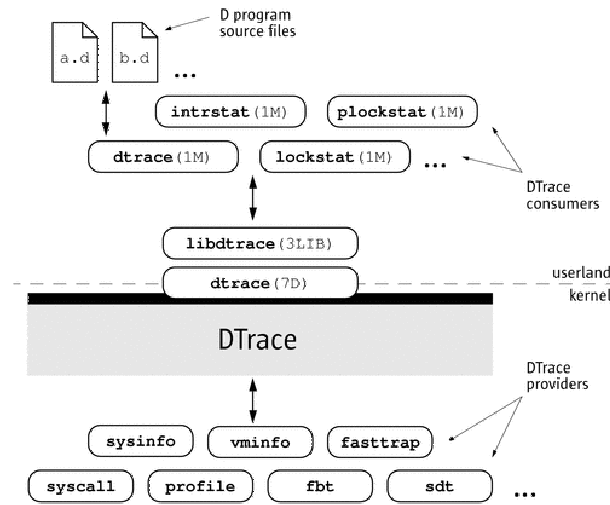 D program
source files
a.d b.d ...
intrstat(1M) plockstat(1M)
dtrace(1M) lockstat(1M) ...
DTrace
consumers
libdtrace(3LIB)
dtrace(7D)
userland
kernel
DTrace
DTrace
providers
sysinfo vminfo fasttrap
syscall profile fbt sdt ...